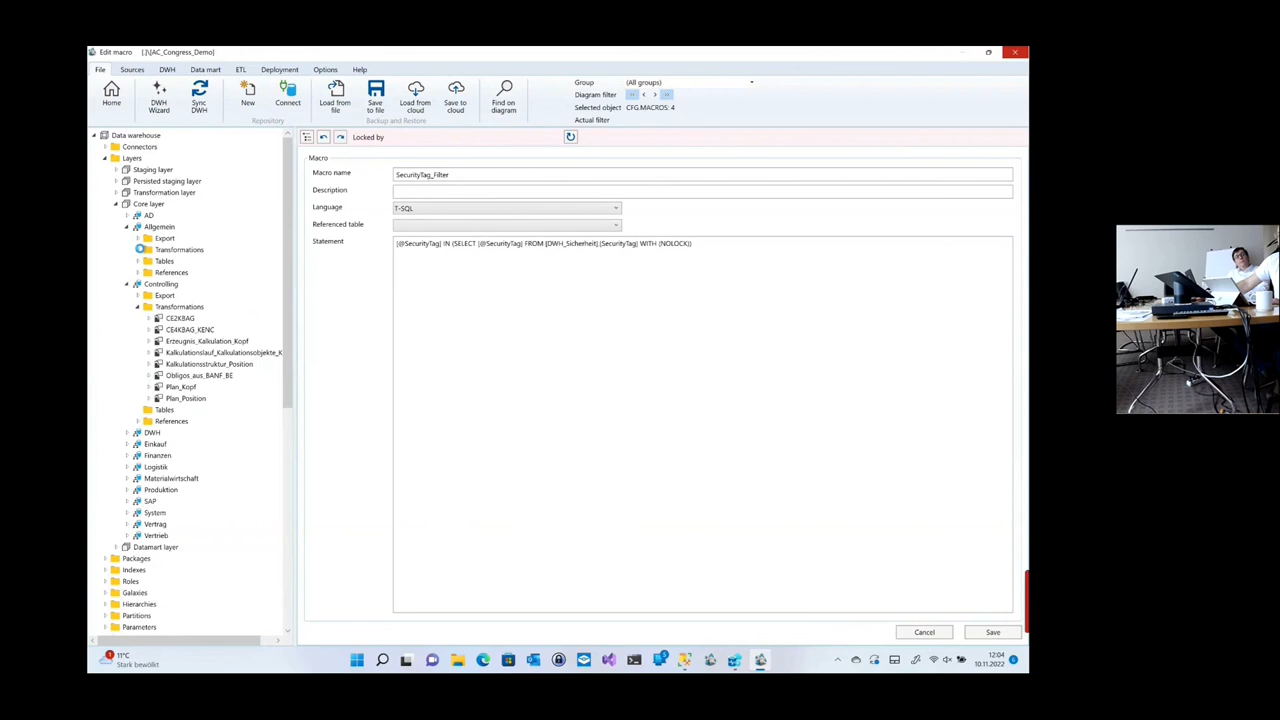 Edit macro [.\[AC_Congress_Demo]
File Sources DWH Data mart ETL Deployment Options Help
Home
DWH Wizard
Sync DWH
New
Connect
Repository
Load from file
Save to file
Load from cloud
Save to cloud
Backup and Restore
Find on diagram
Group (All groups)
Diagram filter
Selected object CFG.MACROS: 4
Actual filter
Data warehouse
Connectors
Layers
Staging layer
Persisted staging layer
Transformation layer
Core layer
AD
Allgemein
Export
Transformations
Tables
References
Controlling
Export
Transformations
CE2KBAG
CE4KBAG_KENC
Erzeugnis_Kalkulation_Kopf
Kalkulationslauf_Kalkulationsobjekte_K
Kalkulationsstruktur_Position
Obligos_aus_BANF_BE
Plan_Kopf
Plan_Position
Tables
References
DWH
Einkauf
Finanzen
Logistik
Materialwirtschaft
Produktion
SAP
System
Vertrag
Vertrieb
Datamart layer
Packages
Indexes
Roles
Galaxies
Hierarchies
Partitions
Parameters
Locked by
Macro
Macro name SecurityTag_Filter
Description
Language T-SQL
Referenced table
Statement [@SecurityTag] IN (SELECT [@SecurityTag] FROM [DWH_Sicherheit].[SecurityTag] WITH (NOLOCK))
Cancel Save
11°C
Stark bewölkt
12:04
10.11.2022